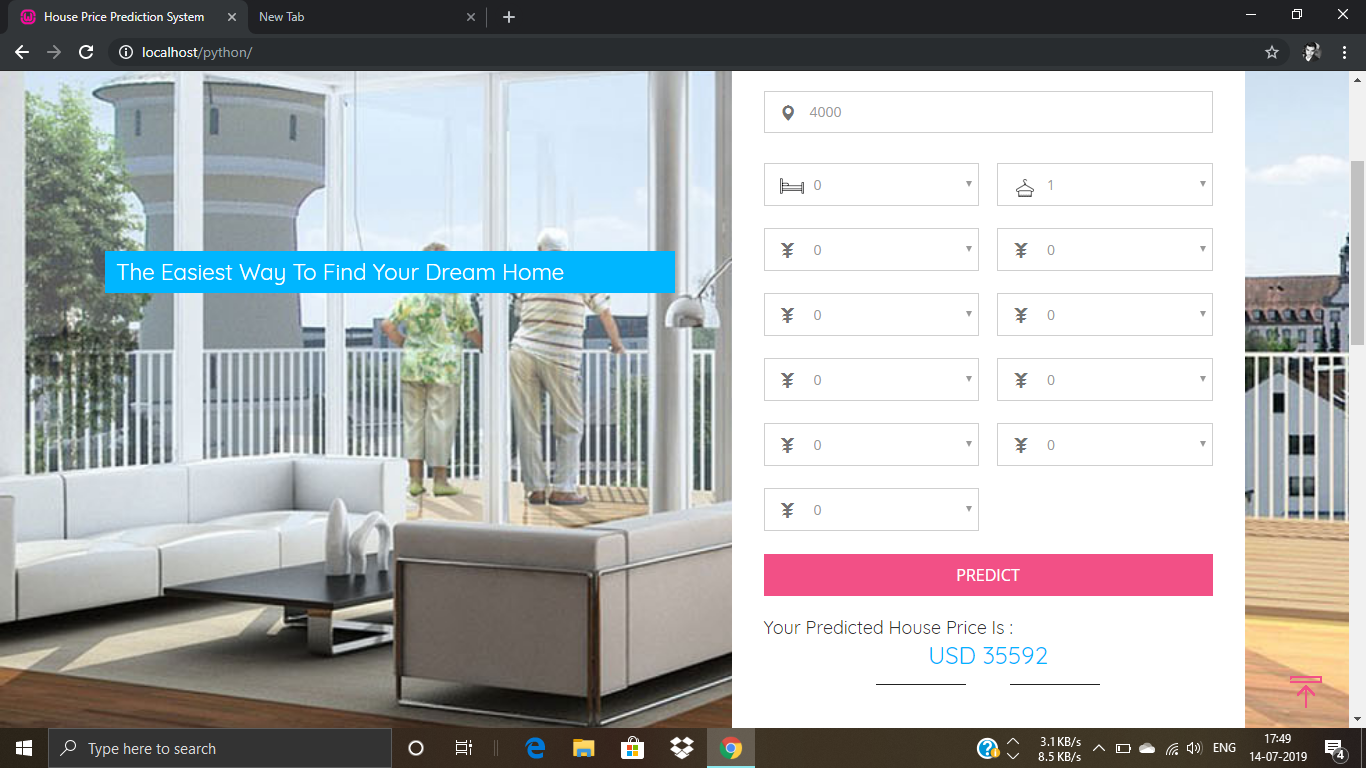 House Price Prediction System
New Tab
localhost/python/
4000
0 1
0 0
0 0
0 0
0 0
0
The Easiest Way To Find Your Dream Home
PREDICT
Your Predicted House Price Is :
USD 35592
Type here to search
3.1 KB/s
8.5 KB/s
ENG
17:49
14-07-2019
4